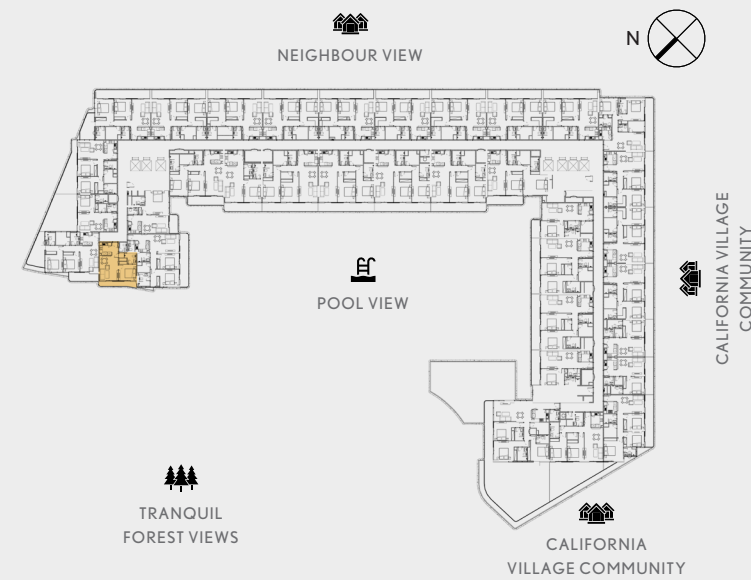 N
NEIGHBOUR VIEW
CALIFORNIA VILLAGE
COMMUNITY
POOL VIEW
TRANQUIL
FOREST VIEWS
CALIFORNIA
VILLAGE COMMUNITY